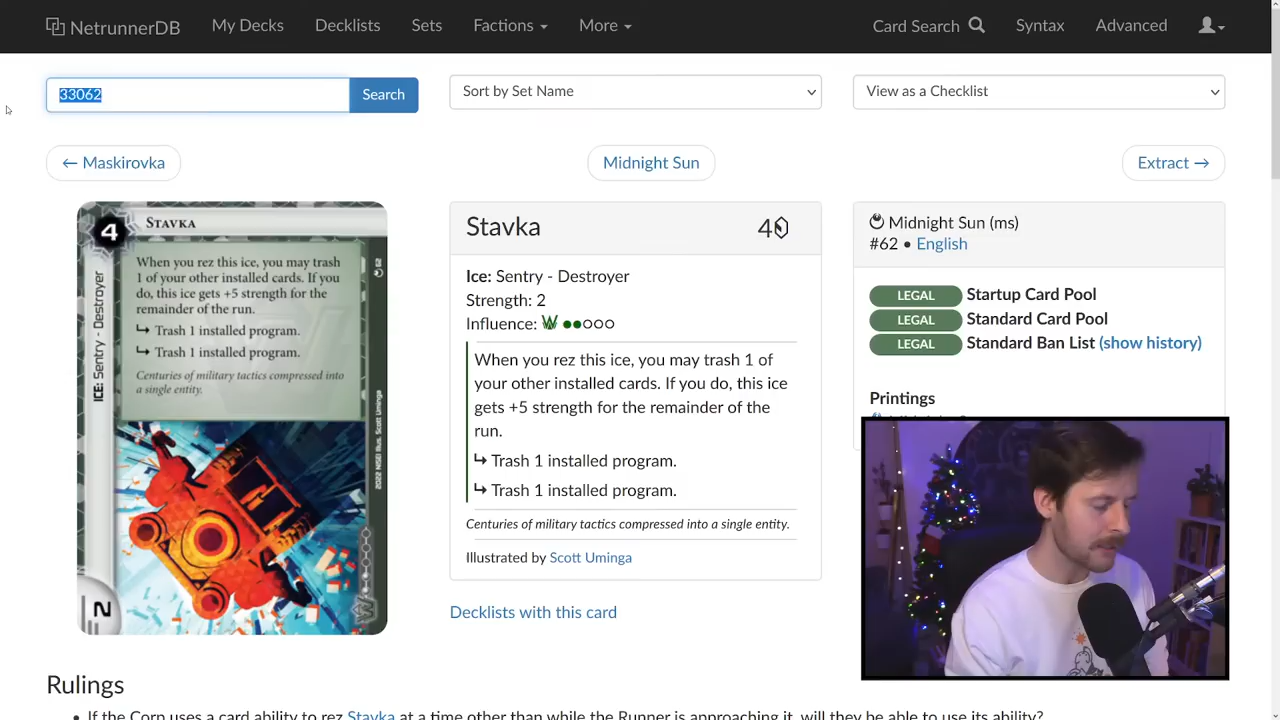 NetrunnerDB
My Decks
Decklists
Sets
Factions
More
Card Search
Syntax
Advanced
33062
Search
Sort by Set Name
View as a Checklist
← Maskirovka
Midnight Sun
Extract →
4
STAVKA
ICE: Sentry - Destroyer
When you rez this ice, you may trash
1 of your other installed cards. If you
do, this ice gets +5 strength for the
remainder of the run.
↳ Trash 1 installed program.
↳ Trash 1 installed program.
Centuries of military tactics compressed into
a single entity.
62
2022 NISEI Illus. Scott Uminga
2
Stavka
4
Ice: Sentry - Destroyer
Strength: 2
Influence:
When you rez this ice, you may trash 1 of
your other installed cards. If you do, this ice
gets +5 strength for the remainder of the
run.
↳ Trash 1 installed program.
↳ Trash 1 installed program.
Centuries of military tactics compressed into a single entity.
Illustrated by Scott Uminga
Decklists with this card
Midnight Sun (ms)
#62 • English
LEGAL Startup Card Pool
LEGAL Standard Card Pool
LEGAL Standard Ban List (show history)
Printings
Rulings
• If the Corp uses a card ability to rez Stavka at a time other than while the Runner is approaching it, will they be able to use its ability?